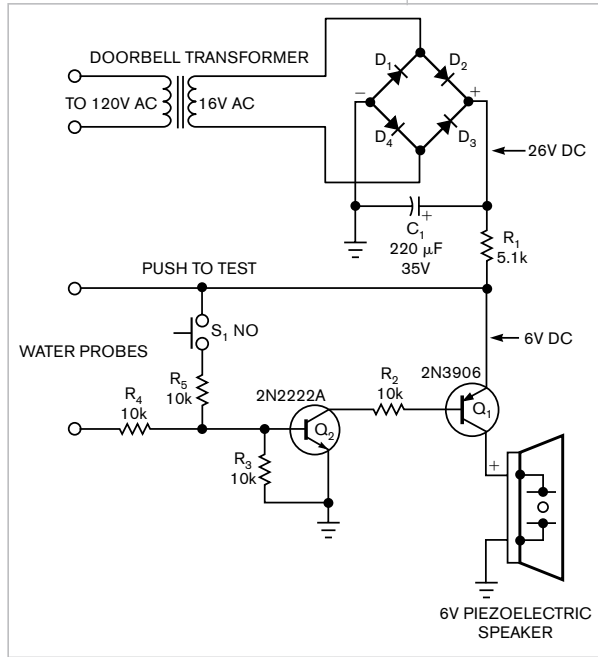 DOORBELL TRANSFORMER
TO 120V AC
16V AC
D1
D2
−
+
D4
D3
26V DC
+
C1
220 μF
35V
R1
5.1k
PUSH TO TEST
S1 NO
6V DC
WATER PROBES
R5
10k
R4
10k
2N2222A
R2
10k
2N3906
Q1
Q2
R3
10k
+
6V PIEZOELECTRIC
SPEAKER